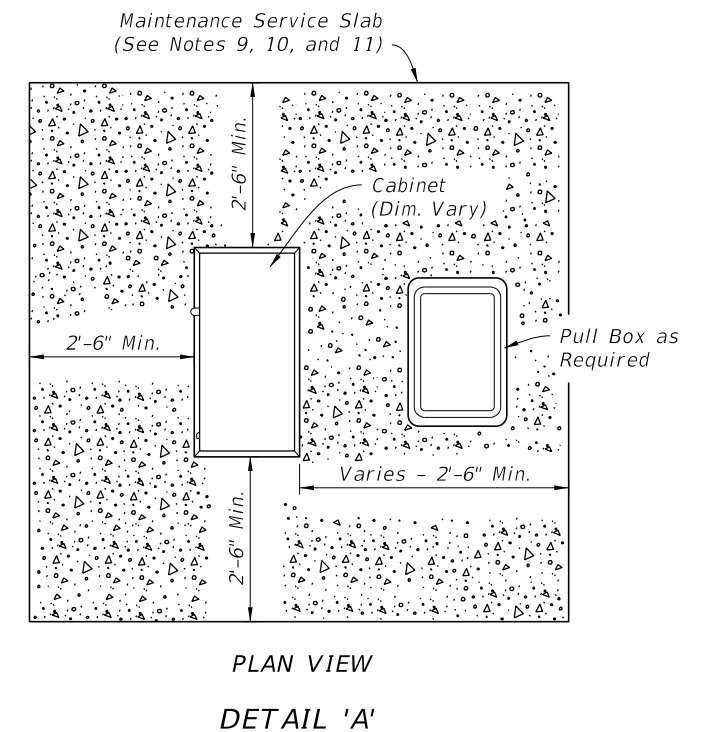 Maintenance Service Slab
(See Notes 9, 10, and 11)
2'-6" Min.
Cabinet
(Dim. Vary)
2'-6" Min.
Pull Box as
Required
Varies - 2'-6" Min.
2'-6" Min.
PLAN VIEW
DETAIL 'A'